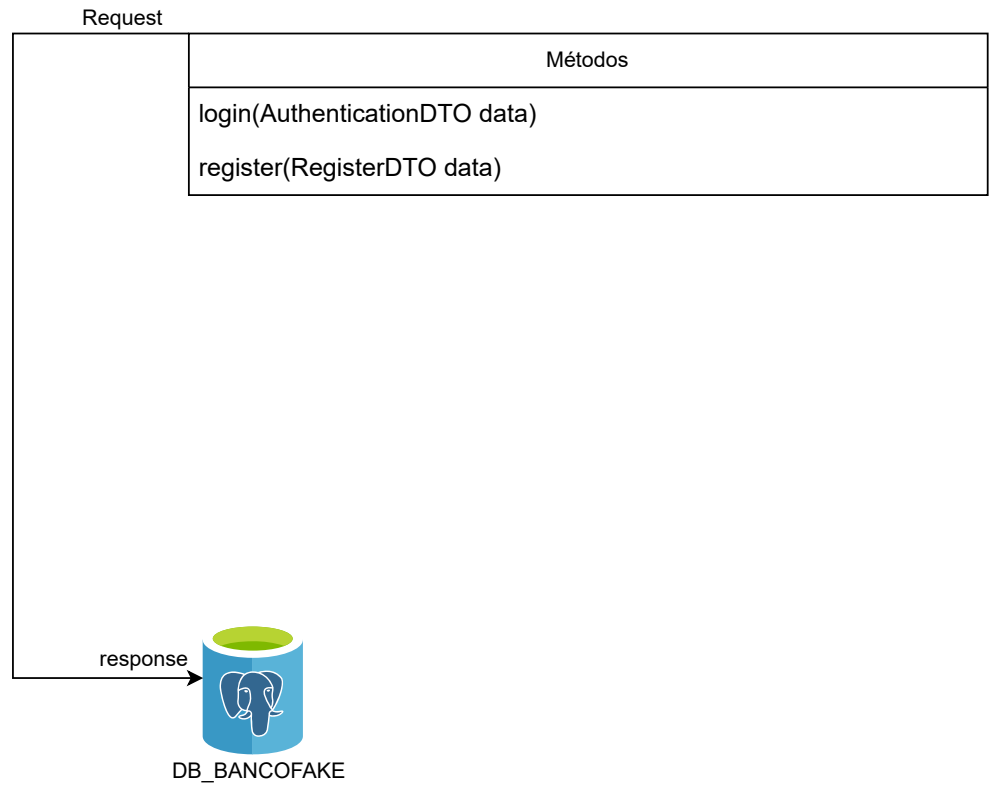 Request
Métodos
login(AuthenticationDTO data)
register(RegisterDTO data)
response
DB_BANCOFAKE